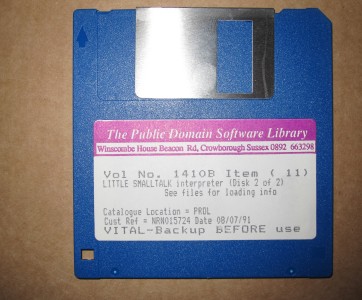 The Public Domain Software Library
Winscombe House Beacon Rd, Crowborough Sussex 0892 663298
Vol No. 1410B Item ( 11)
LITTLE SMALLTALK interpreter (Disk 2 of 2)
See files for loading info
Catalogue Location = PROL
Cust Ref = NRN015724 Date 08/07/91
VITAL-Backup BEFORE use